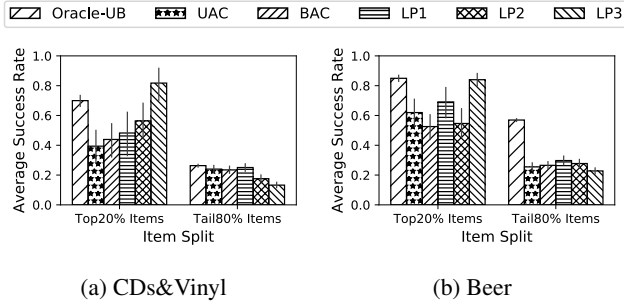 Oracle-UB UAC BAC LP1 LP2 LP3
Average Success Rate
1.0
0.8
0.6
0.4
0.2
0.0
Top20% Items Tail80% Items
Item Split
(a) CDs&Vinyl
Average Success Rate
1.0
0.8
0.6
0.4
0.2
0.0
Top20% Items Tail80% Items
Item Split
(b) Beer